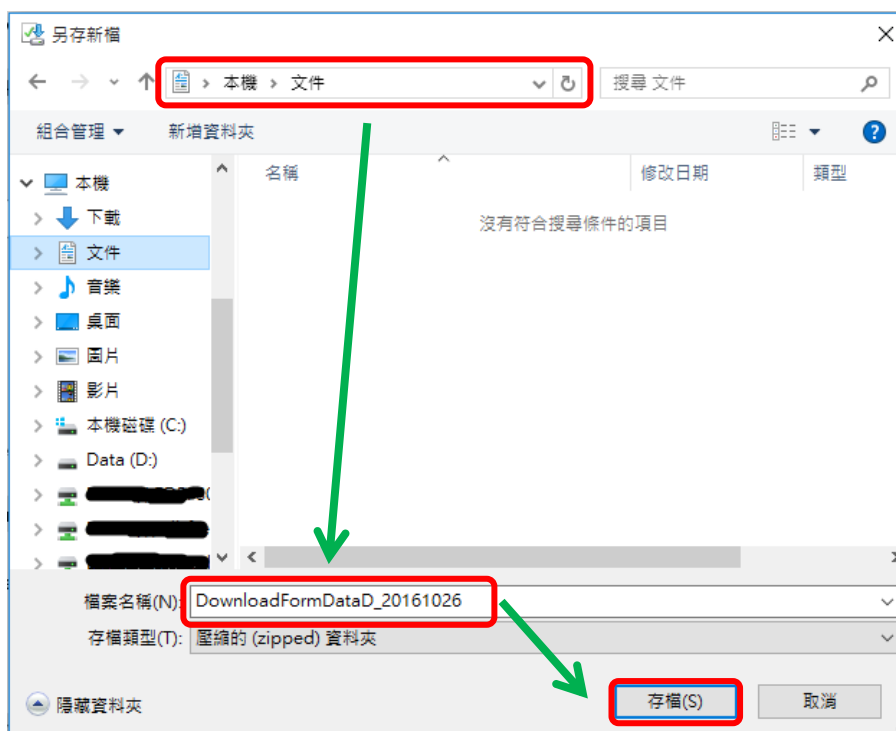 另存新檔
本機 文件
搜尋 文件
組合管理 新增資料夾
名稱 修改日期 類型
沒有符合搜尋條件的項目
本機
下載
文件
音樂
桌面
圖片
影片
本機磁碟 (C:)
Data (D:)
檔案名稱(N): DownloadFormDataD_20161026
存檔類型(T): 壓縮的 (zipped) 資料夾
隱藏資料夾
存檔(S)
取消